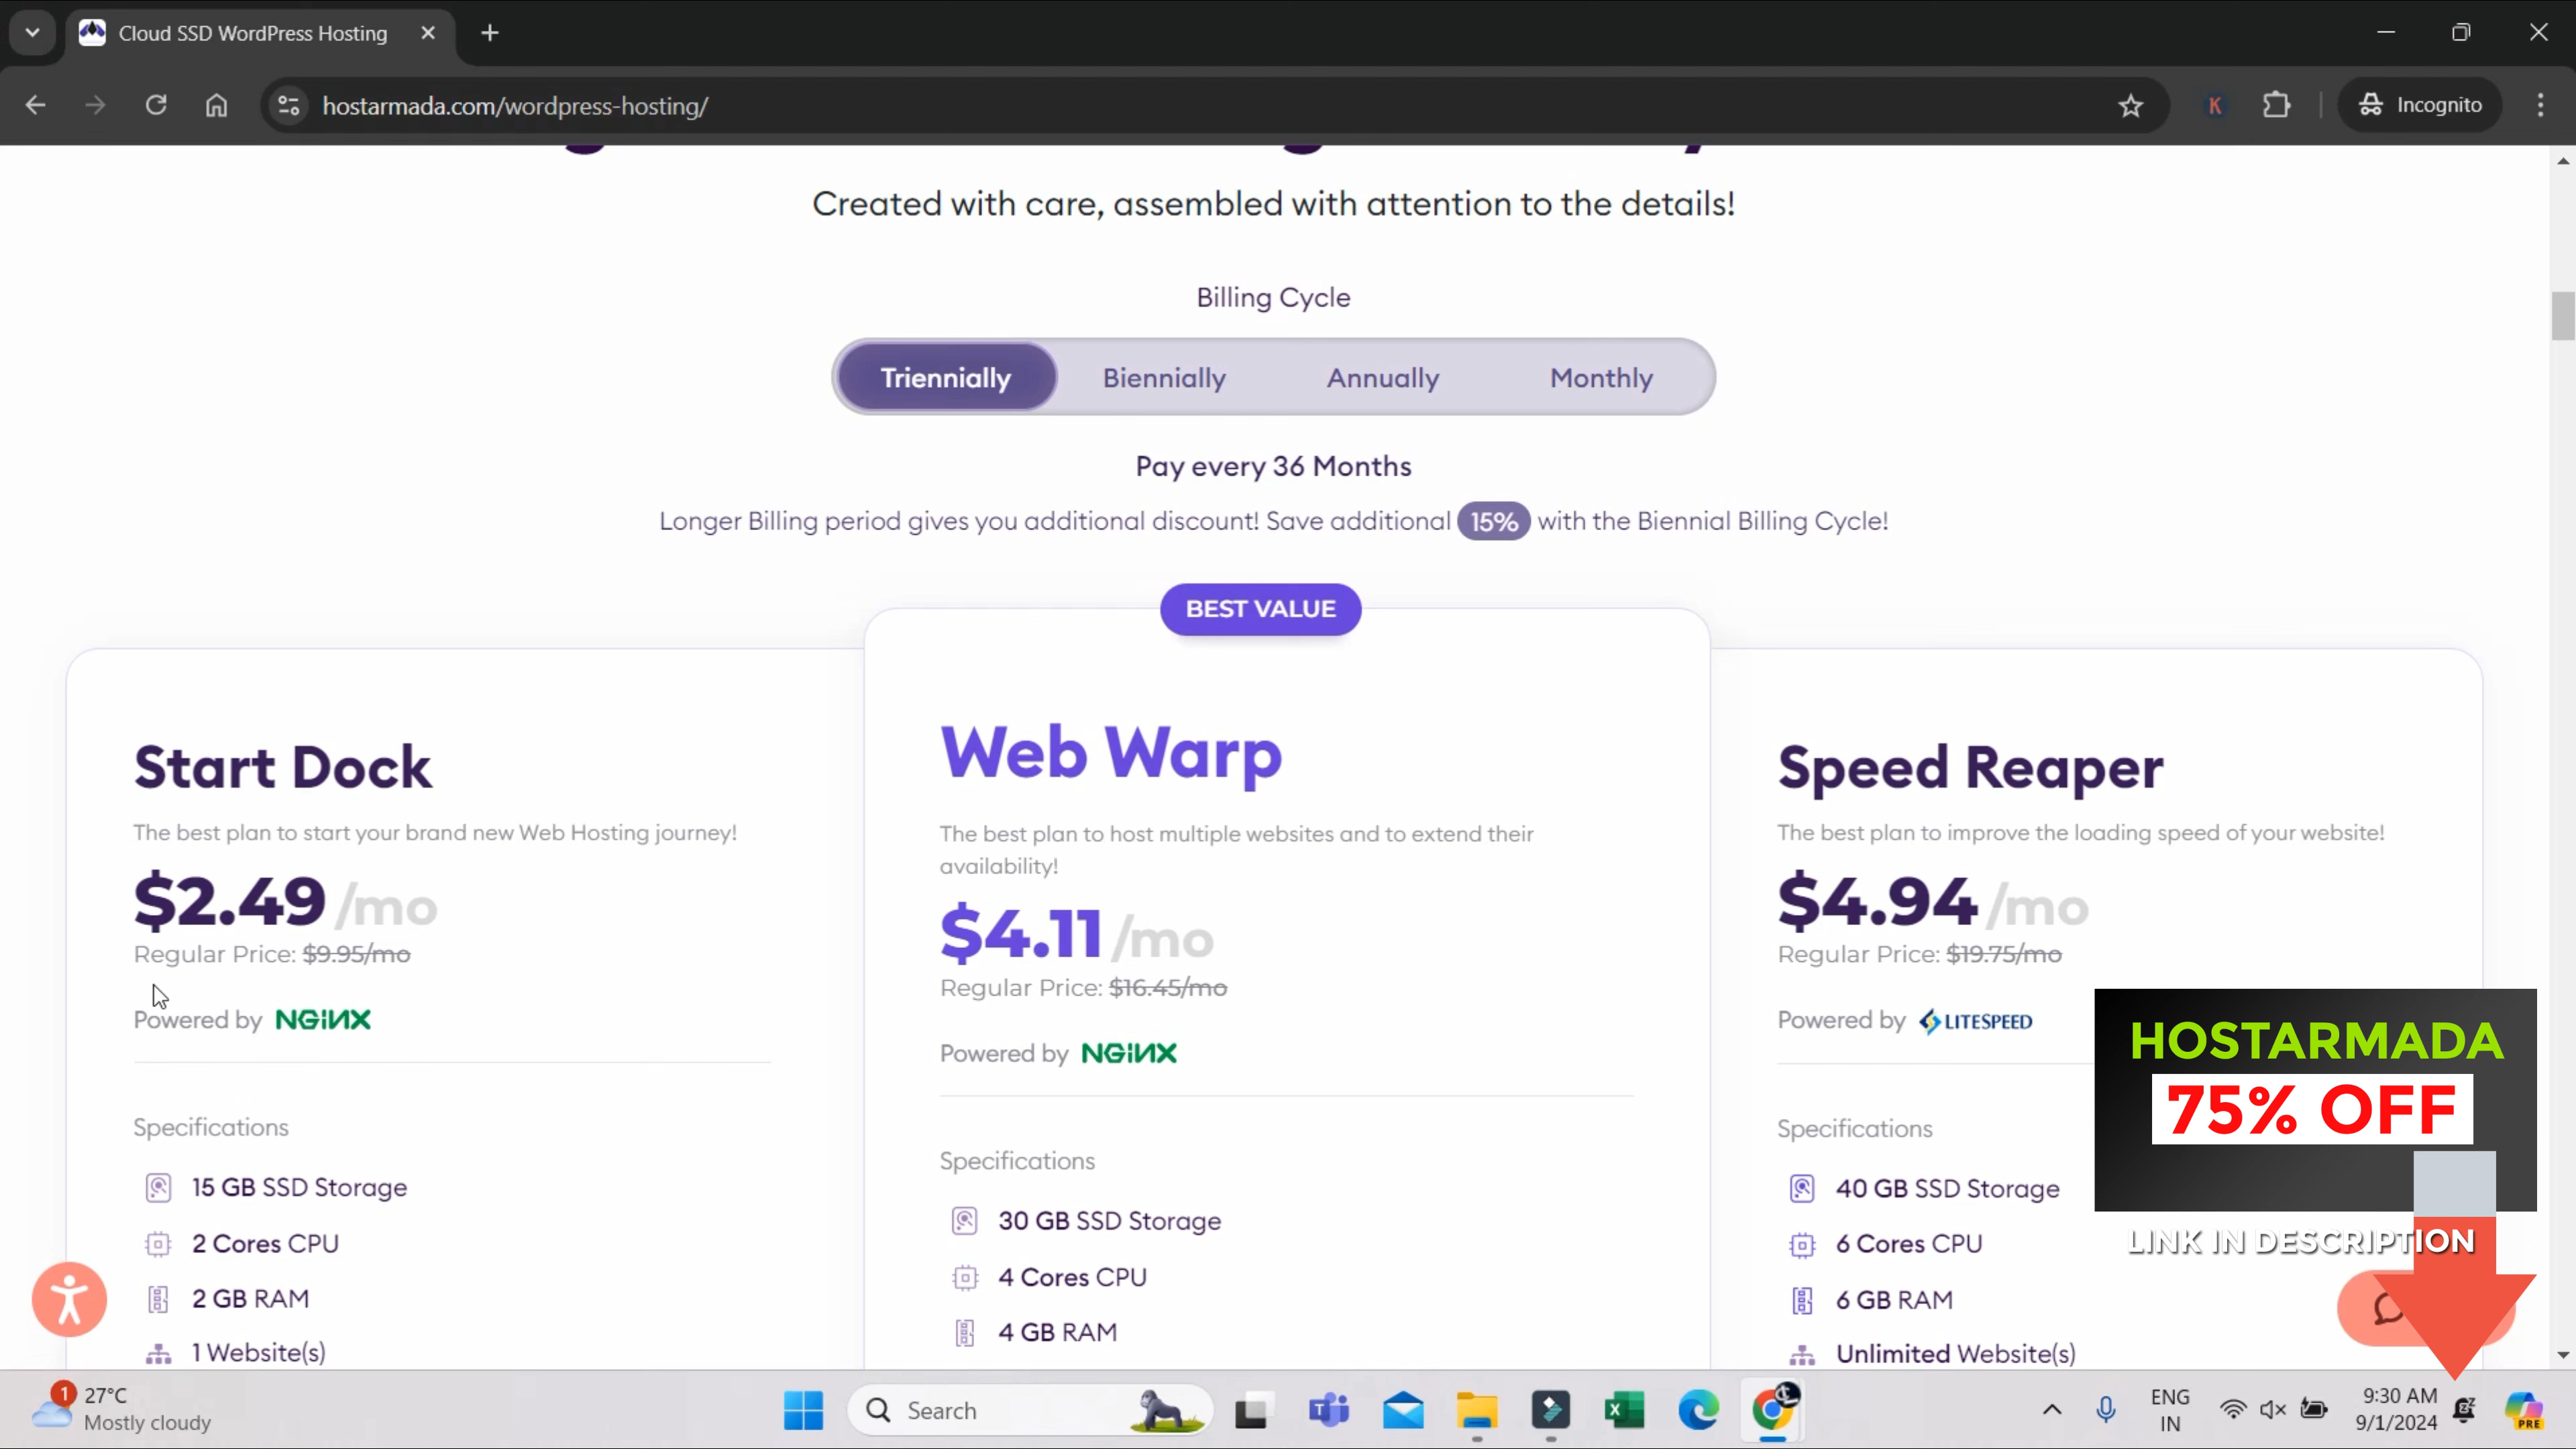 Cloud SSD WordPress Hosting
hostarmada.com/wordpress-hosting/
K
Incognito
Created with care, assembled with attention to the details!
Billing Cycle
Triennially Biennially Annually Monthly
Pay every 36 Months
Longer Billing period gives you additional discount! Save additional 15% with the Biennial Billing Cycle!
BEST VALUE
Start Dock
The best plan to start your brand new Web Hosting journey!
$2.49 /mo
Regular Price: $9.95/mo
Powered by NGINX
Specifications
15 GB SSD Storage
2 Cores CPU
2 GB RAM
1 Website(s)
Web Warp
The best plan to host multiple websites and to extend their
availability!
$4.11 /mo
Regular Price: $16.45/mo
Powered by NGINX
Specifications
30 GB SSD Storage
4 Cores CPU
4 GB RAM
Speed Reaper
The best plan to improve the loading speed of your website!
$4.94 /mo
Regular Price: $19.75/mo
Powered by LITESPEED
Specifications
40 GB SSD Storage
6 Cores CPU
6 GB RAM
Unlimited Website(s)
HOSTARMADA
75% OFF
LINK IN DESCRIPTION
1
27°C
Mostly cloudy
Search
ENG
IN
9:30 AM
9/1/2024
PRE